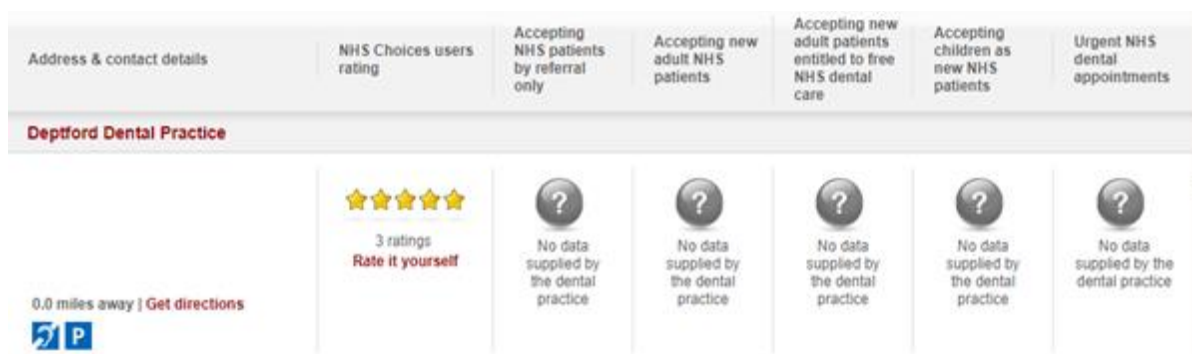 Address & contact details
NHS Choices users
rating
Accepting
NHS patients
by referral
only
Accepting new
adult NHS
patients
Accepting new
adult patients
entitled to free
NHS dental
care
Accepting
children as
new NHS
patients
Urgent NHS
dental
appointments
Deptford Dental Practice
3 ratings
Rate it yourself
?
No data
supplied by
the dental
practice
?
No data
supplied by
the dental
practice
?
No data
supplied by
the dental
practice
?
No data
supplied by
the dental
practice
?
No data
supplied by the
dental practice
0.0 miles away | Get directions
P